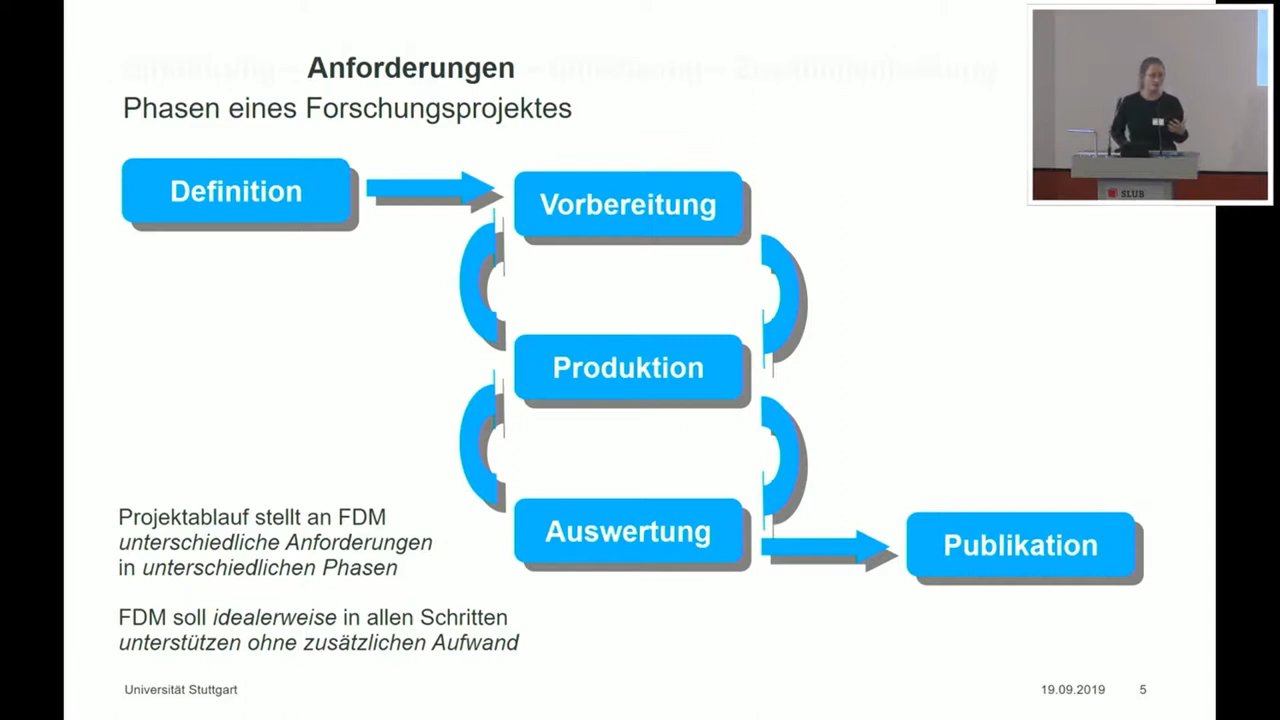 Anforderungen
Phasen eines Forschungsprojektes
Definition
Vorbereitung
Produktion
Auswertung
Publikation
Projektablauf stellt an FDM
unterschiedliche Anforderungen
in unterschiedlichen Phasen
FDM soll idealerweise in allen Schritten
unterstützen ohne zusätzlichen Aufwand
Universität Stuttgart
19.09.2019 5
SLUB